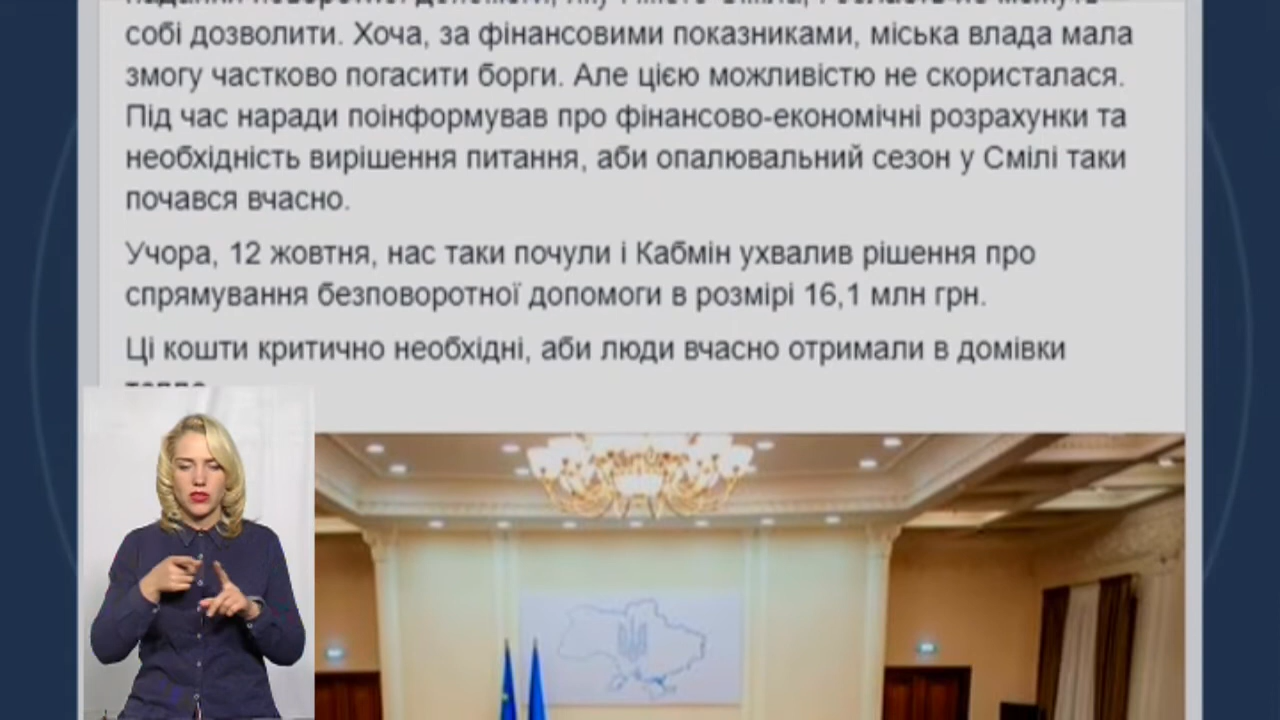 собі дозволити. Хоча, за фінансовими показниками, міська влада мала
змогу частково погасити борги. Але цією можливістю не скористалася.
Під час наради поінформував про фінансово-економічні розрахунки та
необхідність вирішення питання, аби опалювальний сезон у Смілі таки
почався вчасно.
Учора, 12 жовтня, нас таки почули і Кабмін ухвалив рішення про
спрямування безповоротної допомоги в розмірі 16,1 млн грн.
Ці кошти критично необхідні, аби люди вчасно отримали в домівки